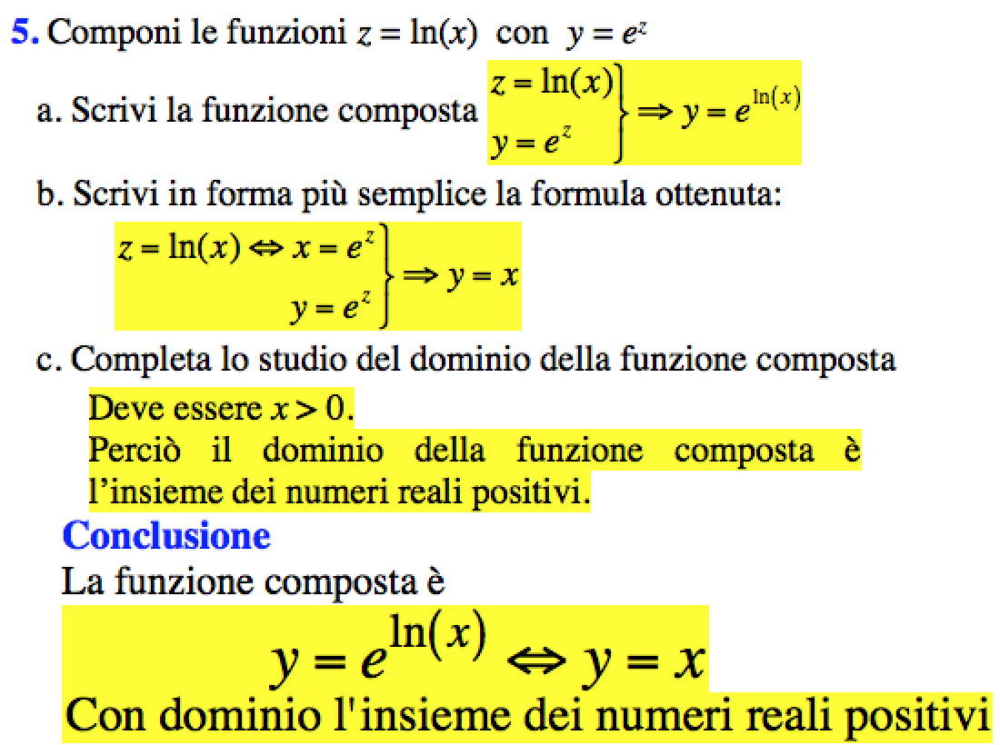 5. Componi le funzioni z = ln(x) con y = e^z
a. Scrivi la funzione composta z = ln(x) y = e^z } ⇒ y = e^ln(x)
b. Scrivi in forma più semplice la formula ottenuta:
z = ln(x) ⇔ x = e^z
y = e^z } ⇒ y = x
c. Completa lo studio del dominio della funzione composta
Deve essere x > 0.
Perciò il dominio della funzione composta è
l’insieme dei numeri reali positivi.
Conclusione
La funzione composta è
y = e^ln(x) ⇔ y = x
Con dominio l'insieme dei numeri reali positivi